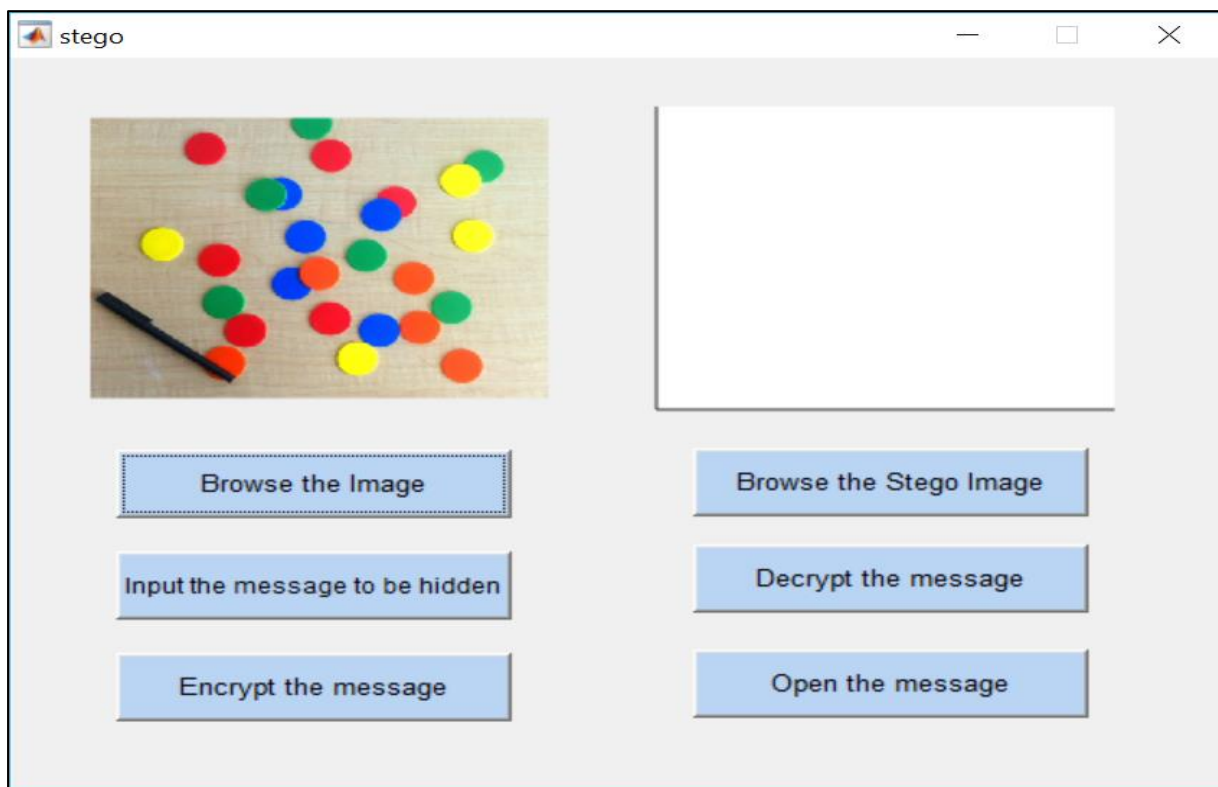 stego
Browse the Image
Input the message to be hidden
Encrypt the message
Browse the Stego Image
Decrypt the message
Open the message